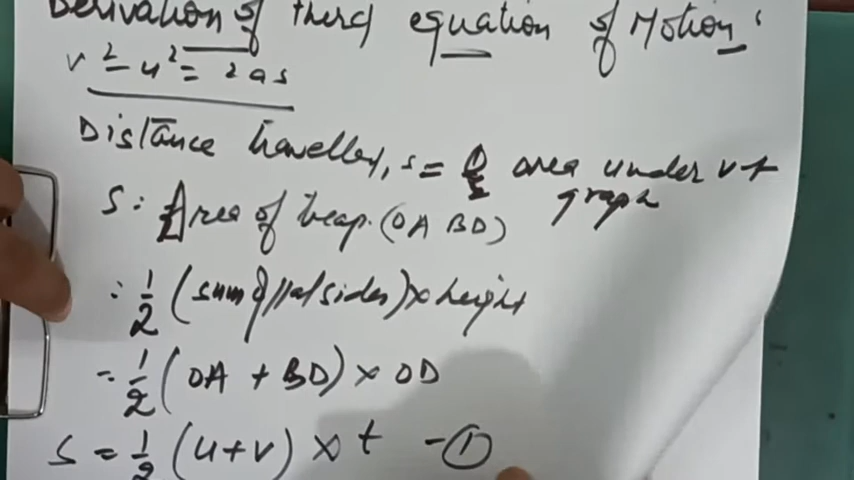 Derivation of third equation of Motion:
v² - u² = 2as
Distance travelled, s = area under v t
graph
S = Area of trap. (OABD)
= 1/2 (sum of //al sides) × height
= 1/2 (OA + BD) × OD
S = 1/2 (u+v) × t - ①